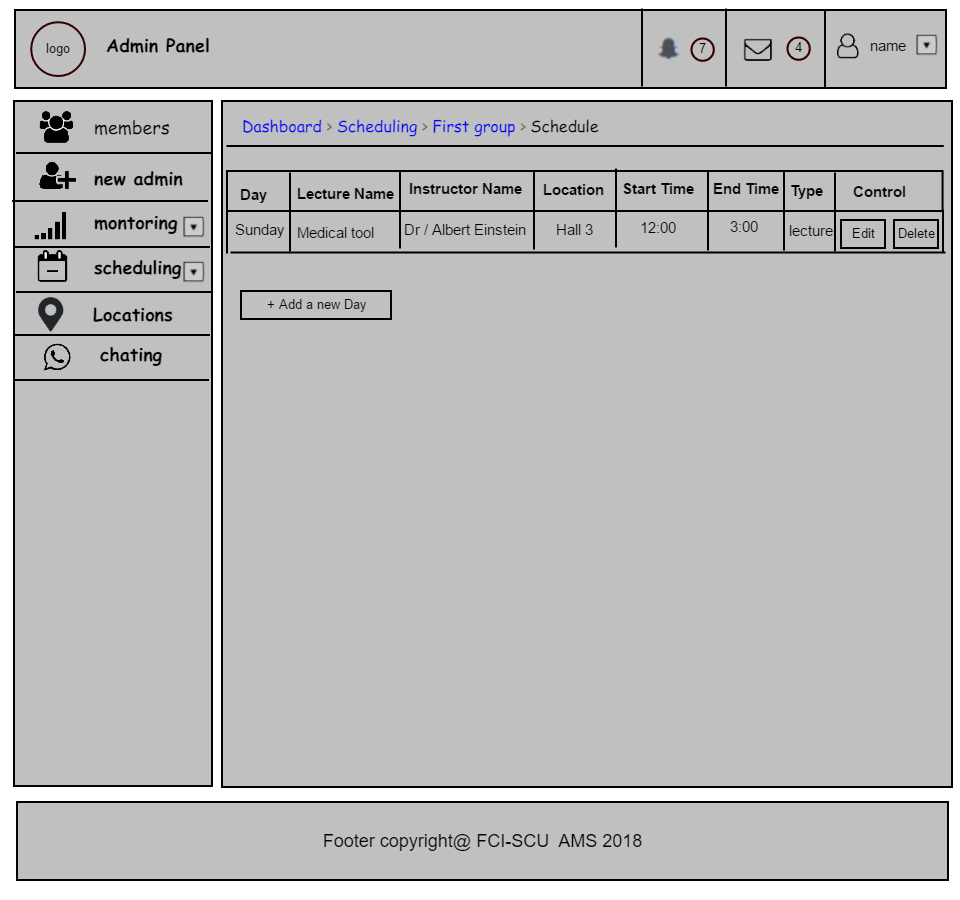 logo
Admin Panel
7
4
name
members
new admin
montoring
scheduling
Locations
chating
Dashboard > Scheduling > First group > Schedule
Day Lecture Name Instructor Name Location Start Time End Time Type Control
Sunday Medical tool Dr / Albert Einstein Hall 3 12:00 3:00 lecture Edit Delete
+ Add a new Day
Footer copyright@ FCI-SCU AMS 2018